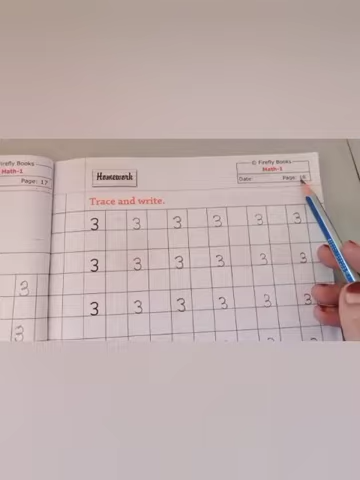 Firefly Books
Math-1
Page: 17
Homework
© Firefly Books
Math-1
Date: Page:
Trace and write.
3 3 3 3 3 3
3 3 3 3 3 3
3
3 3 3 3 3 3
3